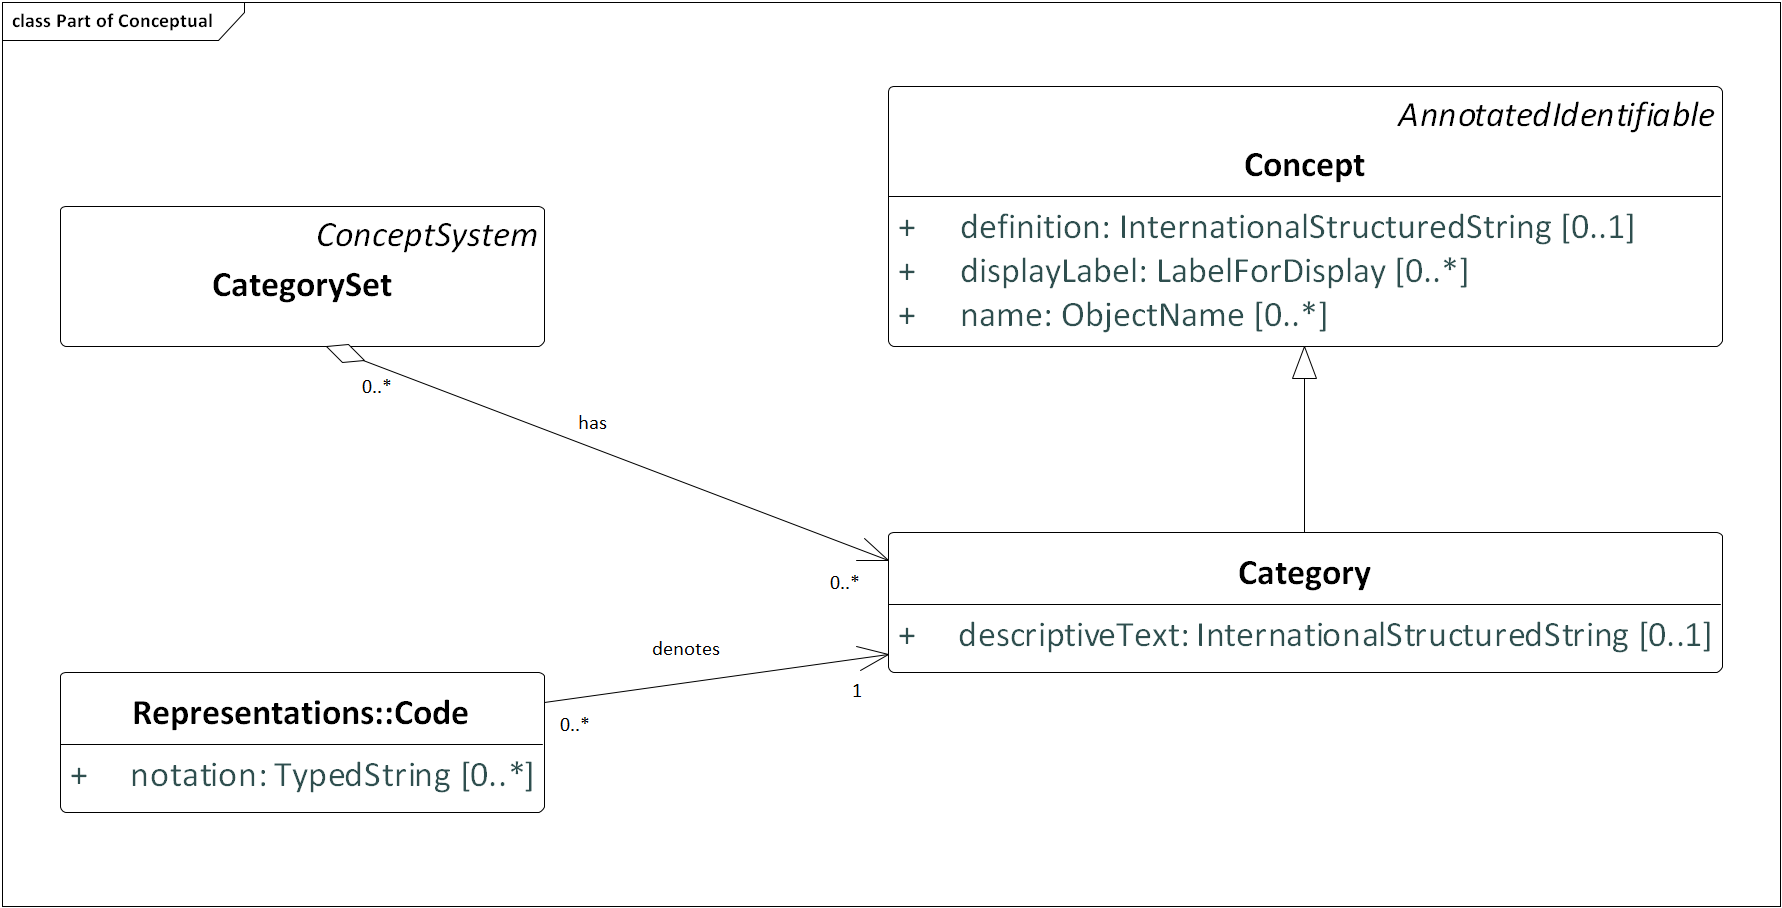 class Part of Conceptual
AnnotatedIdentifiable
Concept
+ definition: InternationalStructuredString [0..1]
+ displayLabel: LabelForDisplay [0..*]
+ name: ObjectName [0..*]
ConceptSystem
CategorySet
0..*
has
0..*
Category
+ descriptiveText: InternationalStructuredString [0..1]
denotes
1
0..*
Representations::Code
+ notation: TypedString [0..*]